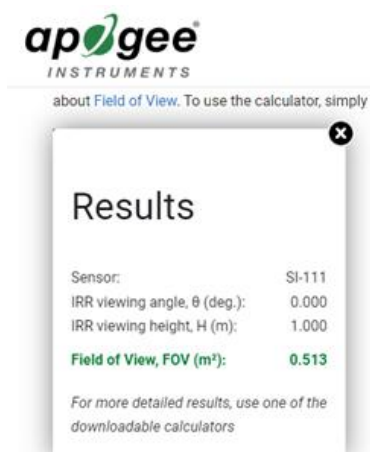 apogee®
INSTRUMENTS
about Field of View. To use the calculator, simply
Results
Sensor: SI-111
IRR viewing angle, θ (deg.): 0.000
IRR viewing height, H (m): 1.000
Field of View, FOV (m²): 0.513
For more detailed results, use one of the
downloadable calculators